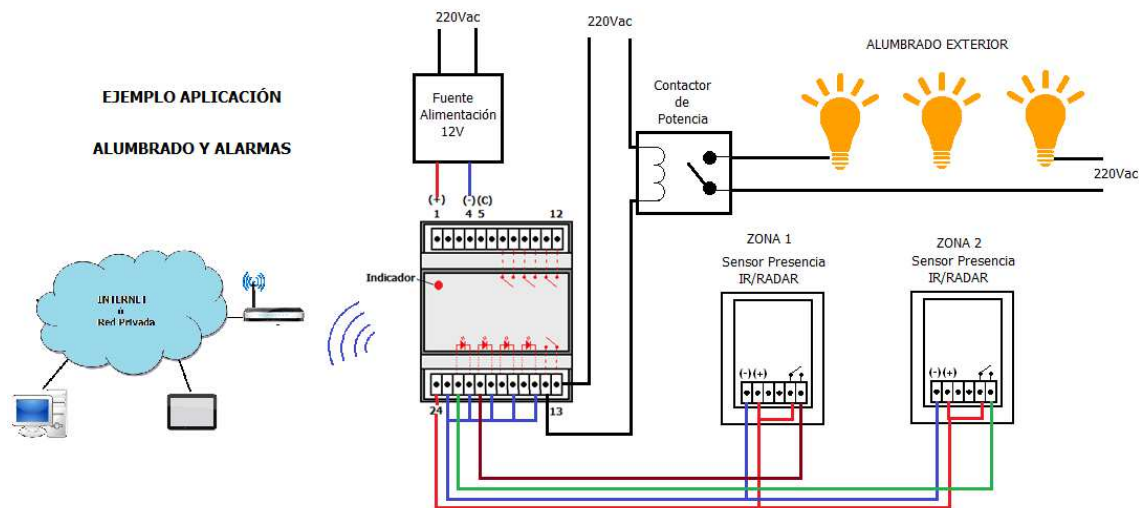 EJEMPLO APLICACIÓN
ALUMBRADO Y ALARMAS
220Vac
Fuente
Alimentación
12V
(+)
(-)
(C)
1
4
5
12
Indicador
24
13
INTERNET
o
Red Privada
220Vac
Contactor
de
Potencia
ALUMBRADO EXTERIOR
220Vac
ZONA 1
Sensor Presencia
IR/RADAR
(-) (+)
ZONA 2
Sensor Presencia
IR/RADAR
(-) (+)